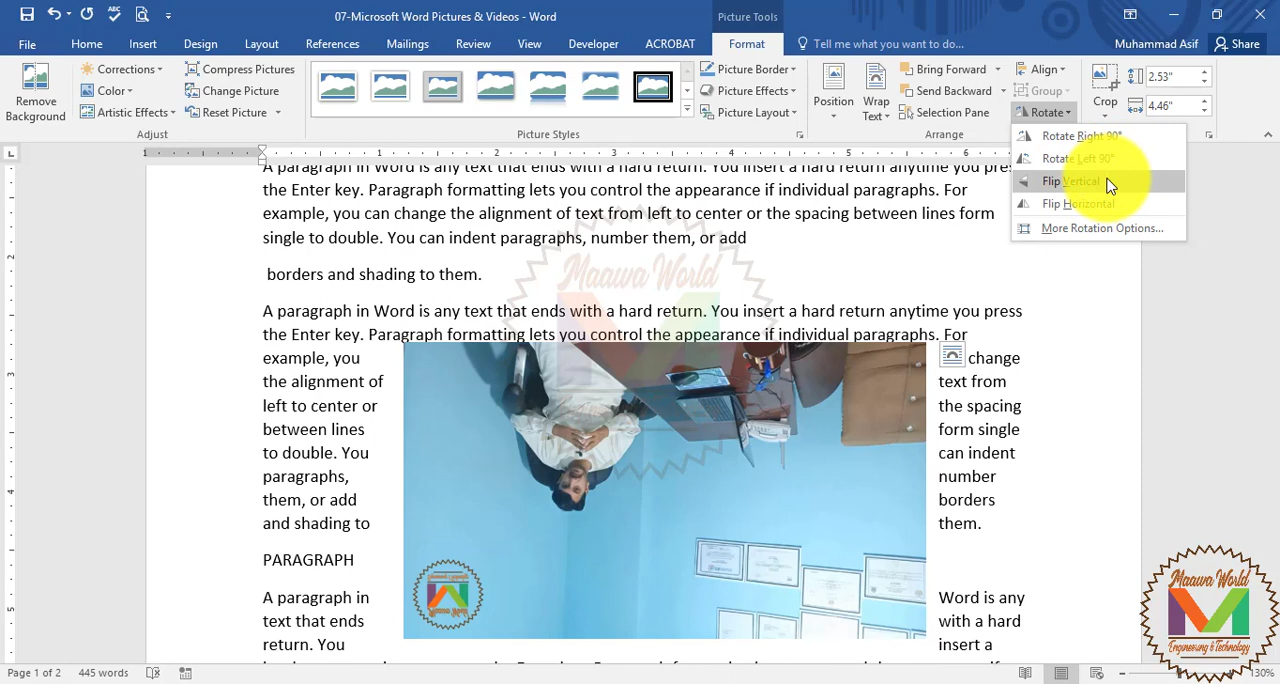 07-Microsoft Word Pictures & Videos - Word
Picture Tools
File Home Insert Design Layout References Mailings Review View Developer ACROBAT Format Tell me what you want to do... Muhammad Asif Share
Remove Background
Corrections
Color
Artistic Effects
Compress Pictures
Change Picture
Reset Picture
Adjust
Picture Styles
Picture Border
Picture Effects
Picture Layout
Position
Wrap Text
Bring Forward
Send Backward
Selection Pane
Align
Group
Rotate
Arrange
Crop
2.53"
4.46"
Rotate Right 90°
Rotate Left 90°
Flip Vertical
Flip Horizontal
More Rotation Options...
1 1 2 3 4 5 6
A paragraph in Word is any text that ends with a hard return. You insert a hard return anytime you press
the Enter key. Paragraph formatting lets you control the appearance if individual paragraphs. For
example, you can change the alignment of text from left to center or the spacing between lines form
single to double. You can indent paragraphs, number them, or add
borders and shading to them.
A paragraph in Word is any text that ends with a hard return. You insert a hard return anytime you press
the Enter key. Paragraph formatting lets you control the appearance if individual paragraphs. For
example, you change
the alignment of text from
left to center or the spacing
between lines form single
to double. You can indent
paragraphs, number
them, or add borders
and shading to them.
PARAGRAPH
A paragraph in Word is any
text that ends with a hard
return. You insert a
Maawa World
Maawa World
Engineering & Technology
Page 1 of 2 445 words 130%